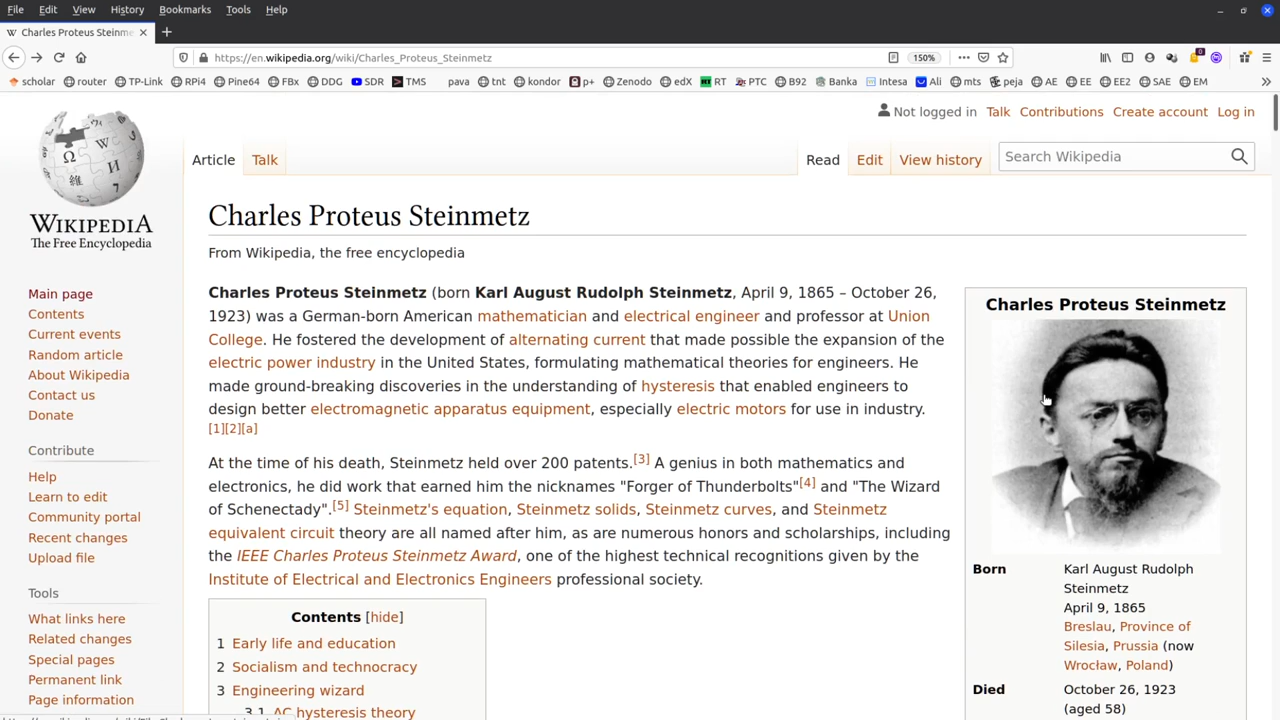 File Edit View History Bookmarks Tools Help
Charles Proteus Steinme
https://en.wikipedia.org/wiki/Charles_Proteus_Steinmetz 150%
scholar router TP-Link RPi4 Pine64 FBx DDG SDR TMS pava tnt kondor p+ Zenodo edX RT PTC B92 Banka Intesa Ali mts peja AE EE EE2 SAE EM
Not logged in Talk Contributions Create account Log in
Article Talk Read Edit View history Search Wikipedia
WIKIPEDIA
The Free Encyclopedia
Main page
Contents
Current events
Random article
About Wikipedia
Contact us
Donate
Contribute
Help
Learn to edit
Community portal
Recent changes
Upload file
Tools
What links here
Related changes
Special pages
Permanent link
Page information
Charles Proteus Steinmetz
From Wikipedia, the free encyclopedia
Charles Proteus Steinmetz (born Karl August Rudolph Steinmetz, April 9, 1865 – October 26,
1923) was a German-born American mathematician and electrical engineer and professor at Union
College. He fostered the development of alternating current that made possible the expansion of the
electric power industry in the United States, formulating mathematical theories for engineers. He
made ground-breaking discoveries in the understanding of hysteresis that enabled engineers to
design better electromagnetic apparatus equipment, especially electric motors for use in industry.
[1][2][a]
At the time of his death, Steinmetz held over 200 patents.[3] A genius in both mathematics and
electronics, he did work that earned him the nicknames "Forger of Thunderbolts"[4] and "The Wizard
of Schenectady".[5] Steinmetz's equation, Steinmetz solids, Steinmetz curves, and Steinmetz
equivalent circuit theory are all named after him, as are numerous honors and scholarships, including
the IEEE Charles Proteus Steinmetz Award, one of the highest technical recognitions given by the
Institute of Electrical and Electronics Engineers professional society.
Contents [hide]
1 Early life and education
2 Socialism and technocracy
3 Engineering wizard
3.1 AC hysteresis theory
Charles Proteus Steinmetz
Born Karl August Rudolph
Steinmetz
April 9, 1865
Breslau, Province of
Silesia, Prussia (now
Wrocław, Poland)
Died October 26, 1923
(aged 58)